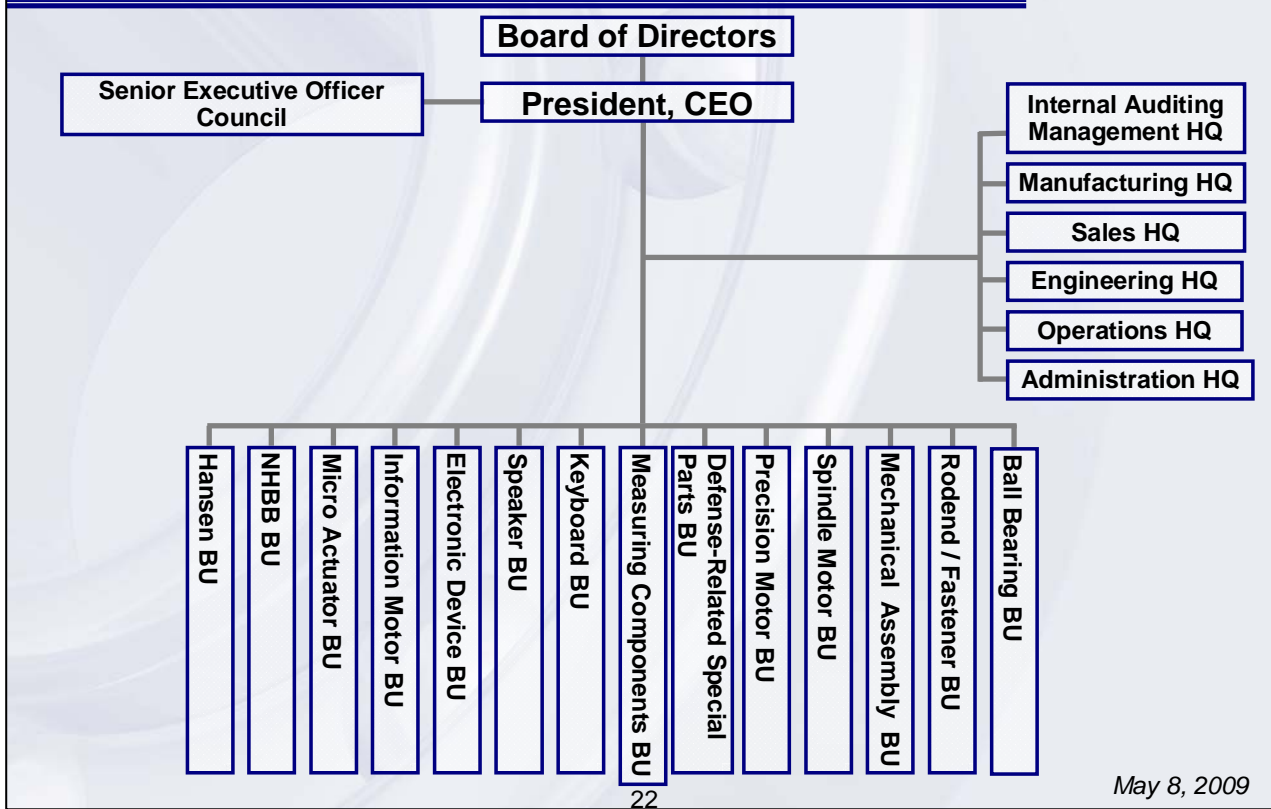 Board of Directors
Senior Executive Officer
Council
President, CEO
Internal Auditing
Management HQ
Manufacturing HQ
Sales HQ
Engineering HQ
Operations HQ
Administration HQ
Hansen BU
NHBB BU
Micro Actuator BU
Information Motor BU
Electronic Device BU
Speaker BU
Keyboard BU
Measuring Components BU
Defense-Related Special
Parts BU
Precision Motor BU
Spindle Motor BU
Mechanical Assembly BU
Rodend / Fastener BU
Ball Bearing BU
22
May 8, 2009